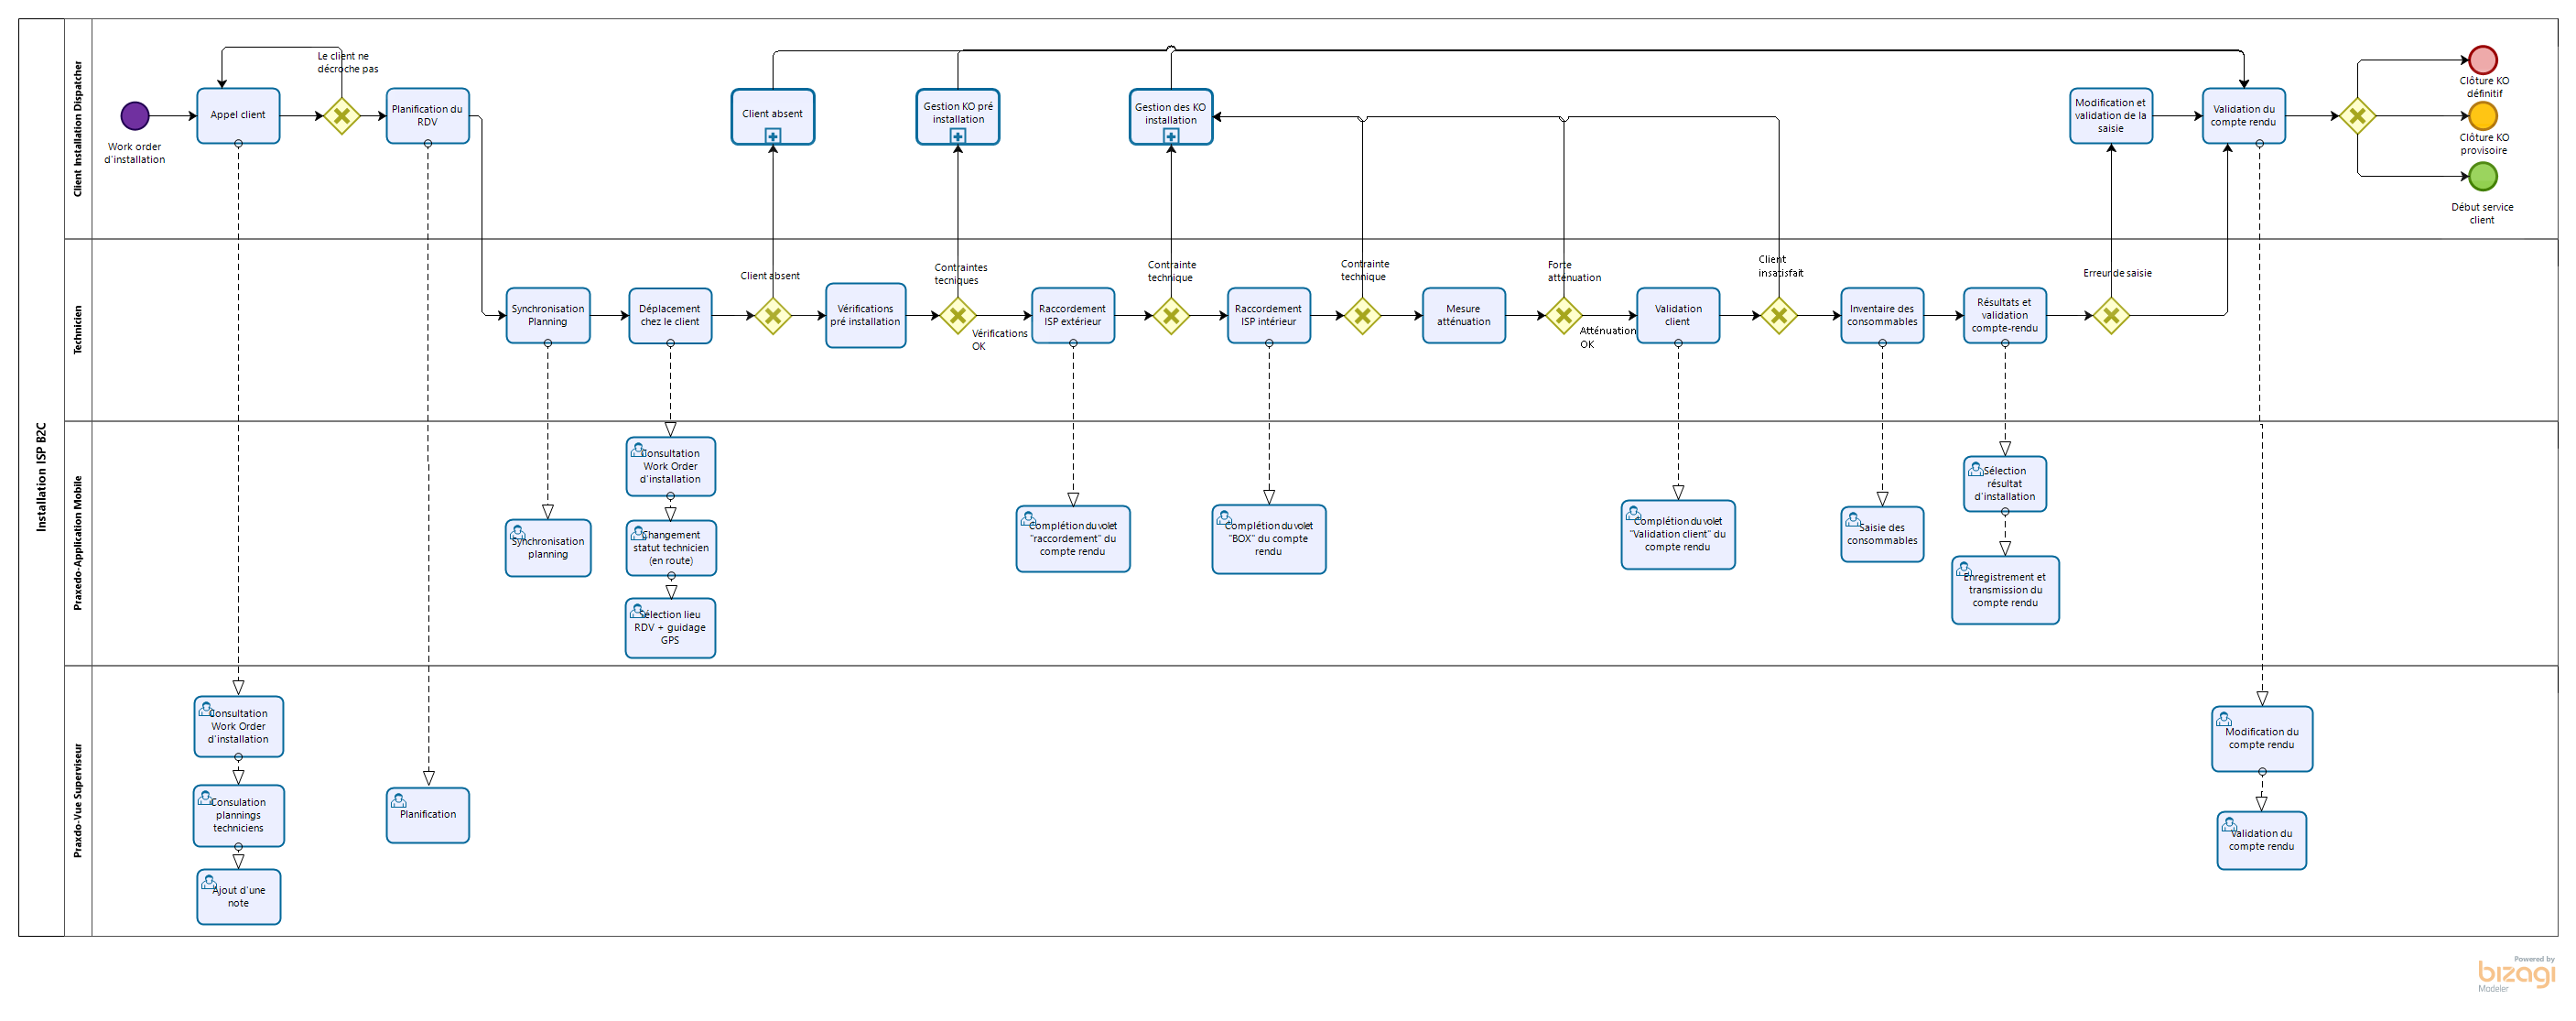 Installation ISP B2C
Client Installation Dispatcher
Le client ne
décroche pas
Work order
d'installation
Appel client
Planification du
RDV
Client absent
Gestion KO pré
installation
Gestion des KO
installation
Modification et
validation de la
saisie
Validation du
compte rendu
Clôture KO
définitif
Clôture KO
provisoire
Début service
client
Technicien
Synchronisation
Planning
Déplacement
chez le client
Client absent
Vérifications
pré installation
Contraintes
tecniques
Vérifications
OK
Raccordement
ISP extérieur
Contrainte
technique
Raccordement
ISP intérieur
Contrainte
technique
Mesure
atténuation
Forte
atténuation
Atténuation
OK
Validation
client
Client
insatisfait
Inventaire des
consommables
Résultats et
validation
compte-rendu
Erreur de saisie
Praxedo-Application Mobile
Synchronisation
planning
Consultation
Work Order
d'installation
Changement
statut technicien
(en route)
Sélection lieu
RDV + guidage
GPS
Complétion du volet
"raccordement" du
compte rendu
Complétion du volet
"BOX" du compte
rendu
Complétion du volet
"Validation client" du
compte rendu
Saisie des
consommables
Sélection
résultat
d'installation
Enregistrement et
transmission du
compte rendu
Praxdo-Vue Superviseur
Consultation
Work Order
d'installation
Consulation
plannings
techniciens
Ajout d'une
note
Planification
Modification du
compte rendu
Validation du
compte rendu
Powered by
bizagi
Modeler